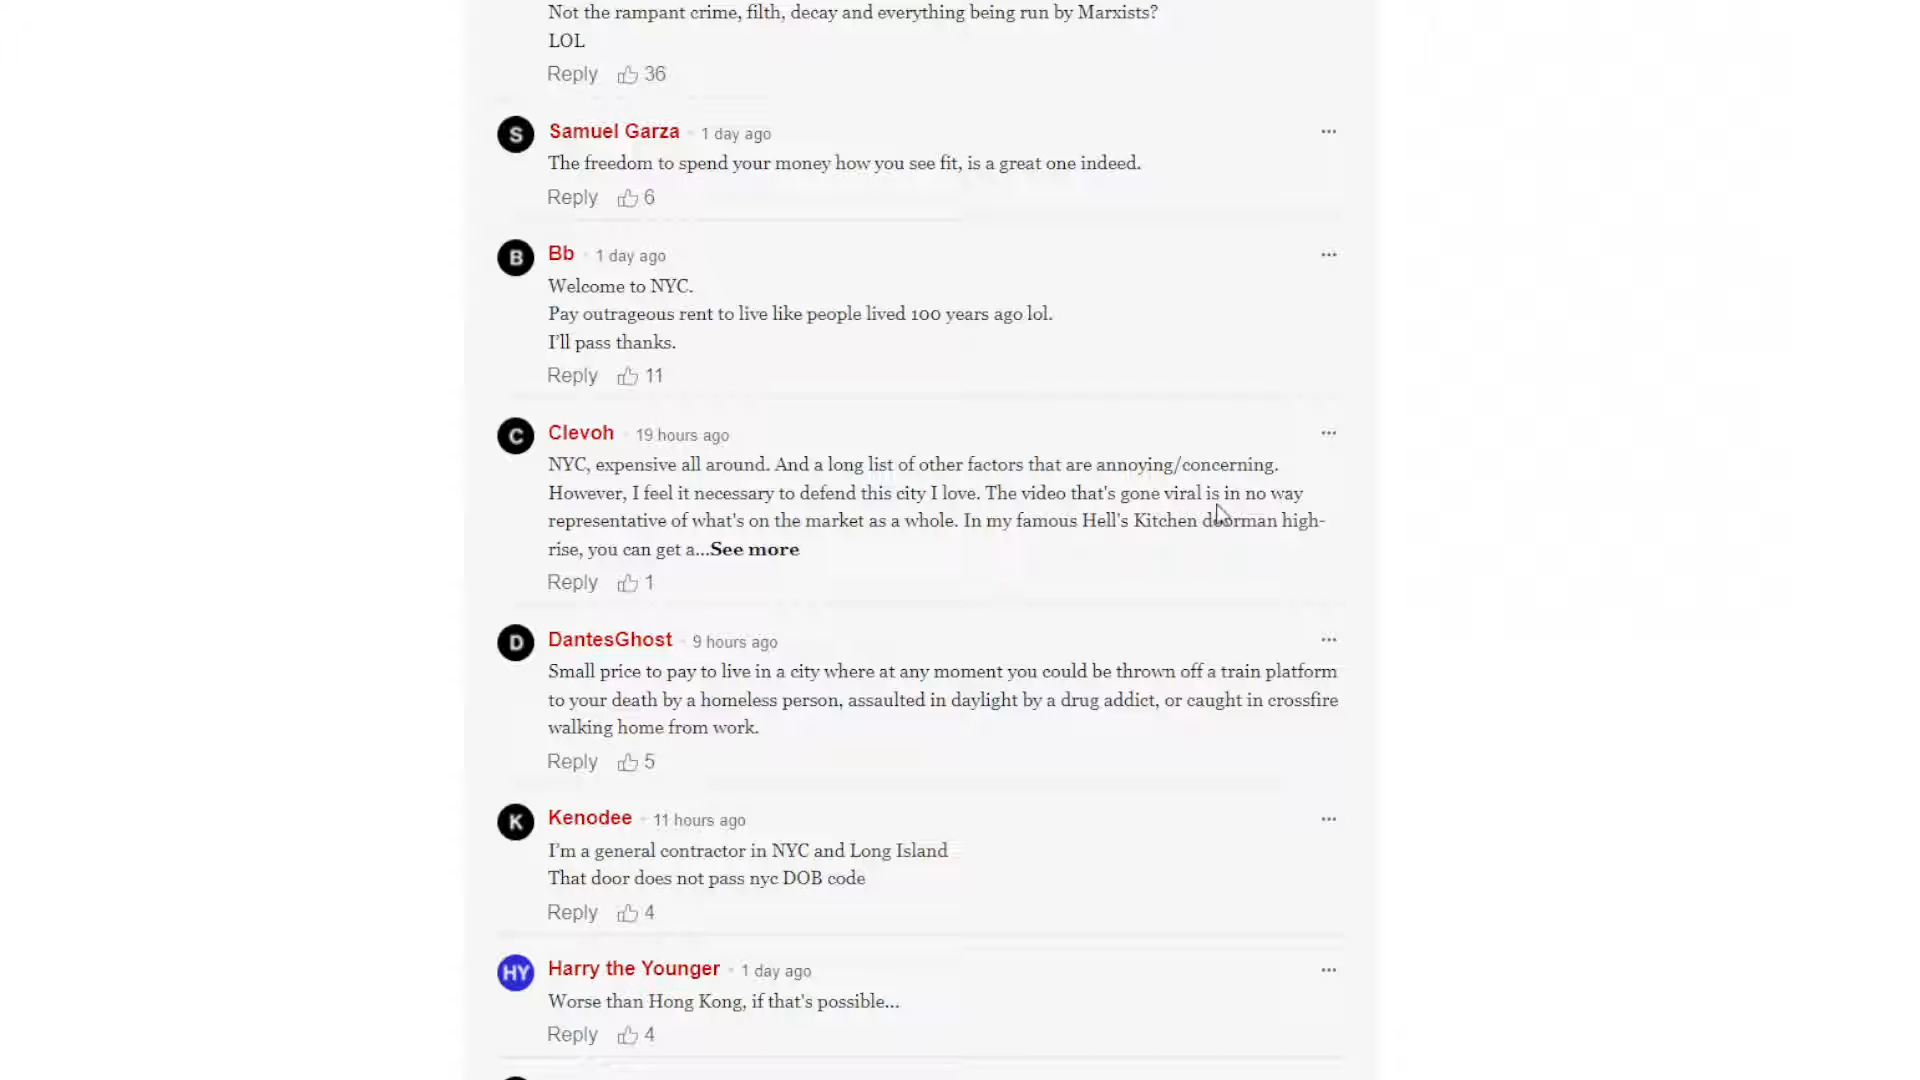 Not the rampant crime, filth, decay and everything being run by Marxists?
LOL
Reply 36
S Samuel Garza · 1 day ago ...
The freedom to spend your money how you see fit, is a great one indeed.
Reply 6
B Bb · 1 day ago ...
Welcome to NYC.
Pay outrageous rent to live like people lived 100 years ago lol.
I'll pass thanks.
Reply 11
C Clevoh · 19 hours ago ...
NYC, expensive all around. And a long list of other factors that are annoying/concerning.
However, I feel it necessary to defend this city I love. The video that's gone viral is in no way
representative of what's on the market as a whole. In my famous Hell's Kitchen doorman high-
rise, you can get a...See more
Reply 1
D DantesGhost · 9 hours ago ...
Small price to pay to live in a city where at any moment you could be thrown off a train platform
to your death by a homeless person, assaulted in daylight by a drug addict, or caught in crossfire
walking home from work.
Reply 5
K Kenodee · 11 hours ago ...
I'm a general contractor in NYC and Long Island
That door does not pass nyc DOB code
Reply 4
HY Harry the Younger · 1 day ago ...
Worse than Hong Kong, if that's possible...
Reply 4